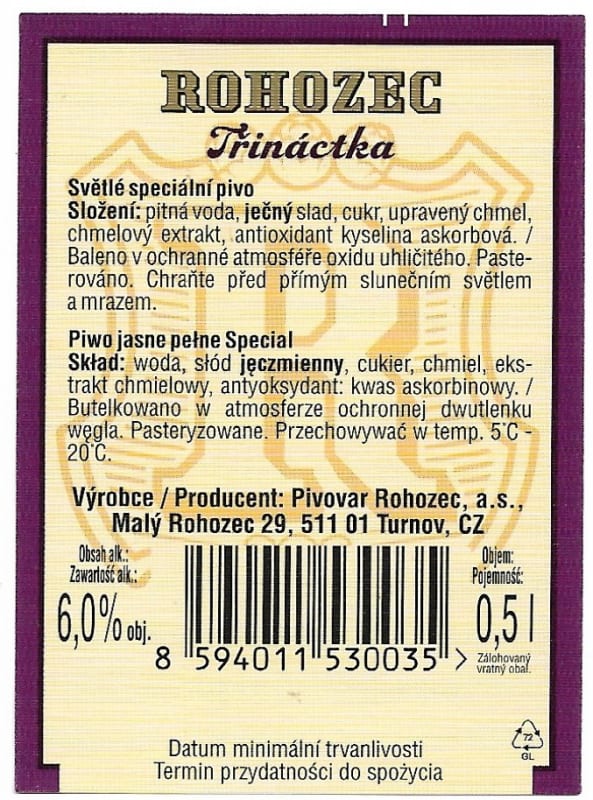 ROHOZEC
Třináctka
Světlé speciální pivo
Složení: pitná voda, ječný slad, cukr, upravený chmel,
chmelový extrakt, antioxidant kyselina askorbová. /
Baleno v ochranné atmosféře oxidu uhličitého. Paste-
rováno. Chraňte před přímým slunečním světlem
a mrazem.
Piwo jasne pełne Special
Skład: woda, słód jęczmienny, cukier, chmiel, eks-
trakt chmielowy, antyoksydant: kwas askorbinowy. /
Butelkowano w atmosferze ochronnej dwutlenku
węgla. Pasteryzowane. Przechowywać w temp. 5°C -
20°C.
Výrobce / Producent: Pivovar Rohozec, a.s.,
Malý Rohozec 29, 511 01 Turnov, CZ
Obsah alk.:
Zawartość alk.:
6,0% obj.
8 594011 530035 >
Objem:
Pojemność:
0,5 l
Zálohovaný
vratný obal.
72
GL
Datum minimální trvanlivosti
Termin przydatności do spożycia